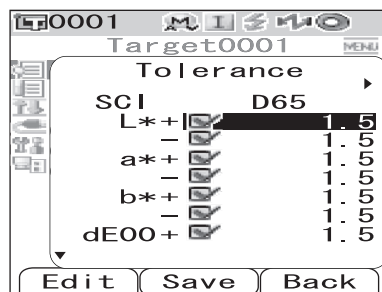 0001 M I
Target0001 MENU
Tolerance
SCI D65
L*+ 1.5
– 1.5
a*+ 1.5
– 1.5
b*+ 1.5
– 1.5
dE00+ 1.5
Edit Save Back